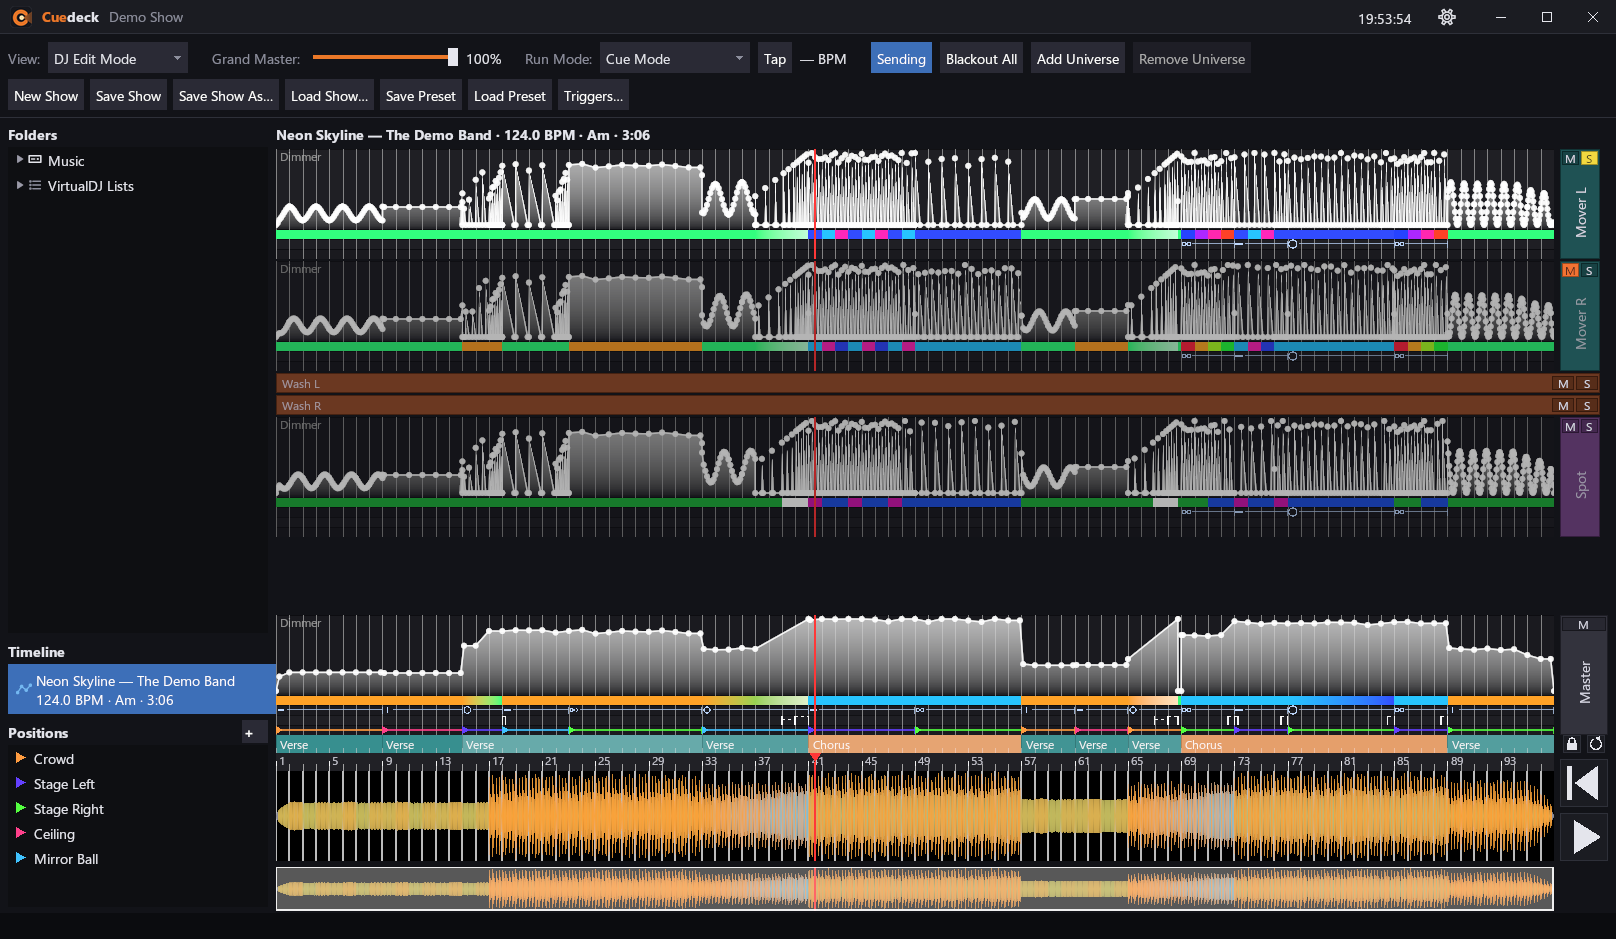 Cuedeck Demo Show
19:53:54
View: DJ Edit Mode Grand Master: 100% Run Mode: Cue Mode Tap — BPM Sending Blackout All Add Universe Remove Universe
New Show Save Show Save Show As... Load Show... Save Preset Load Preset Triggers...
Folders
Music
VirtualDJ Lists
Neon Skyline — The Demo Band · 124.0 BPM · Am · 3:06
Dimmer
M S
Mover L
Dimmer
M S
Mover R
Wash L M S
Wash R M S
Dimmer
M S
Spot
Dimmer
M
Master
Timeline
Neon Skyline — The Demo Band
124.0 BPM · Am · 3:06
Positions +
Crowd
Stage Left
Stage Right
Ceiling
Mirror Ball
Verse Verse Verse Verse Chorus Verse Verse Verse Chorus Verse
1 5 9 13 17 21 25 29 33 37 41 45 49 53 57 61 65 69 73 77 81 85 89 93